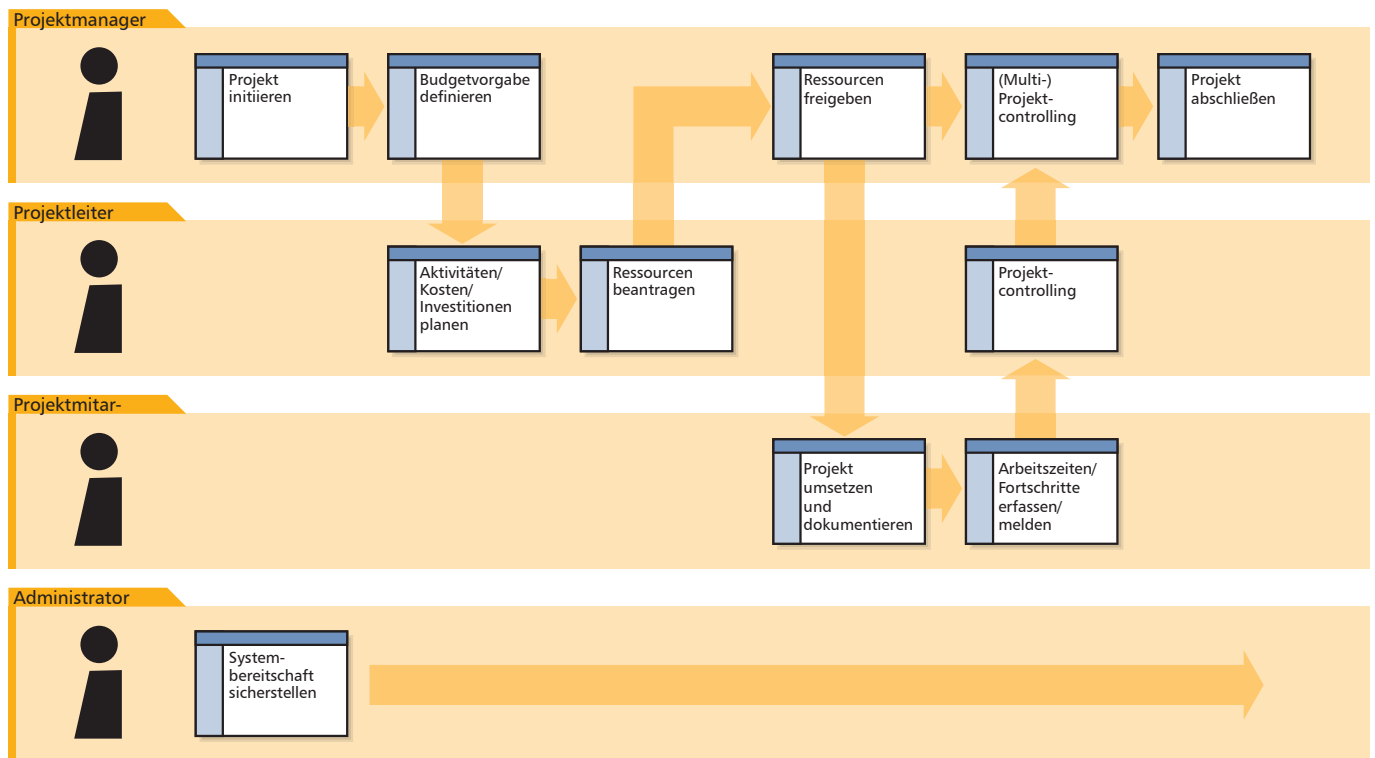 Projektmanager
Projekt
initiieren
Budgetvorgabe
definieren
Ressourcen
freigeben
(Multi-)
Projekt-
controlling
Projekt
abschließen
Projektleiter
Aktivitäten/
Kosten/
Investitionen
planen
Ressourcen
beantragen
Projekt-
controlling
Projektmitar-
Projekt
umsetzen
und
dokumentieren
Arbeitszeiten/
Fortschritte
erfassen/
melden
Administrator
System-
bereitschaft
sicherstellen